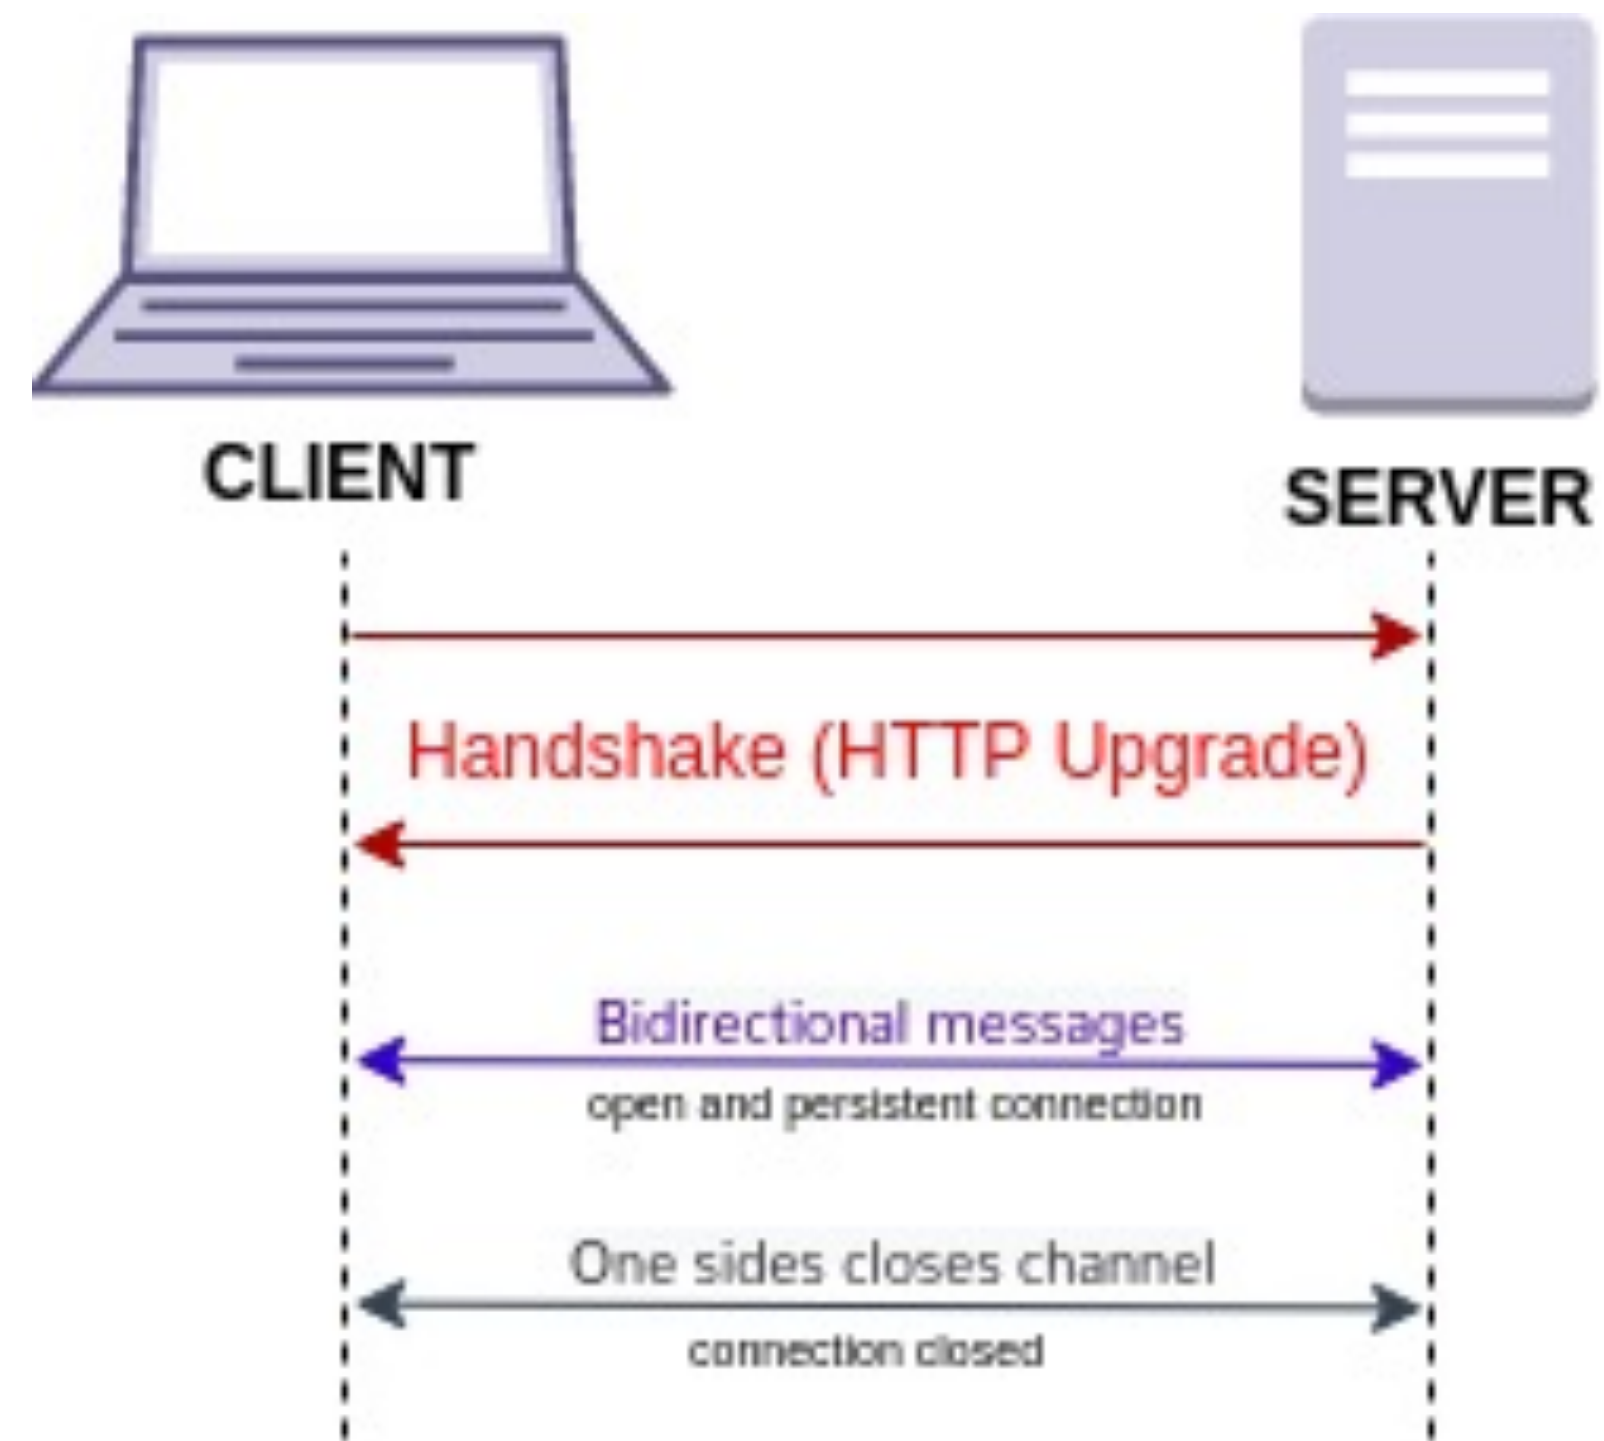 CLIENT
SERVER
Handshake (HTTP Upgrade)
Bidirectional messages
open and persistent connection
One sides closes channel
connection closed